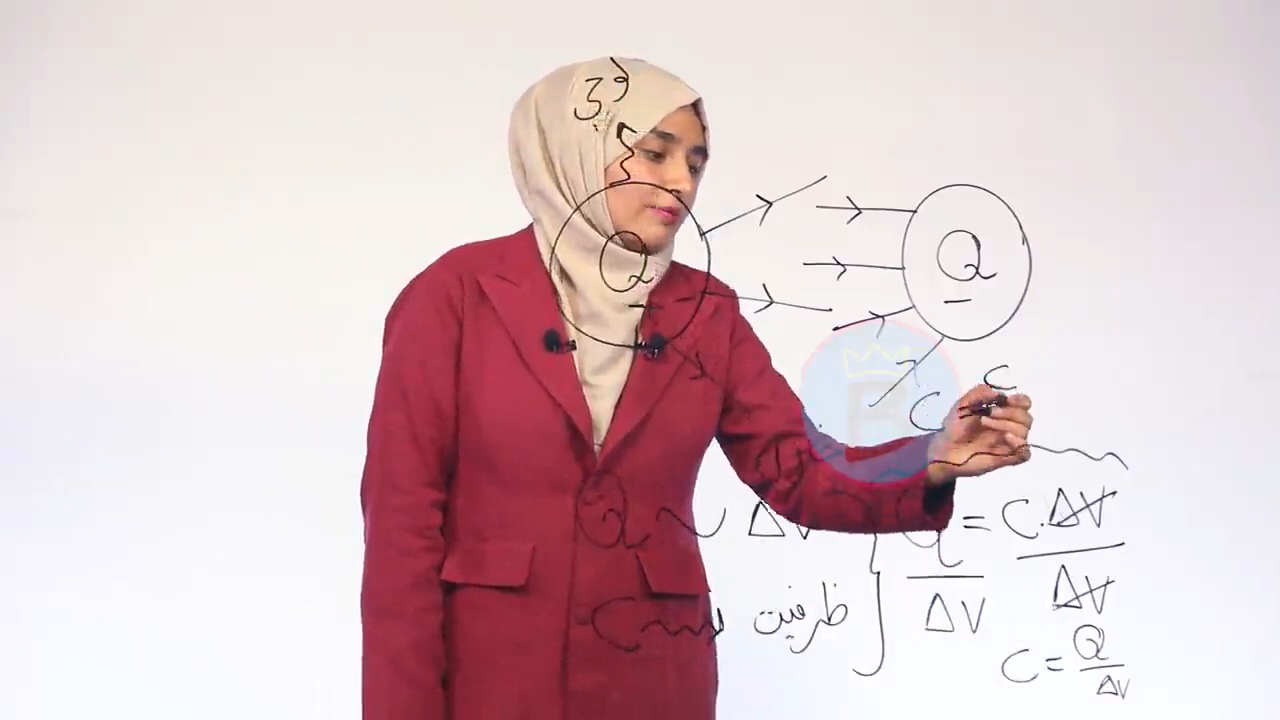 Q
+
Q
-
C C
Q ~ ΔV
Q = C.ΔV
ΔV ΔV
C ظرفیت
C = Q
ΔV